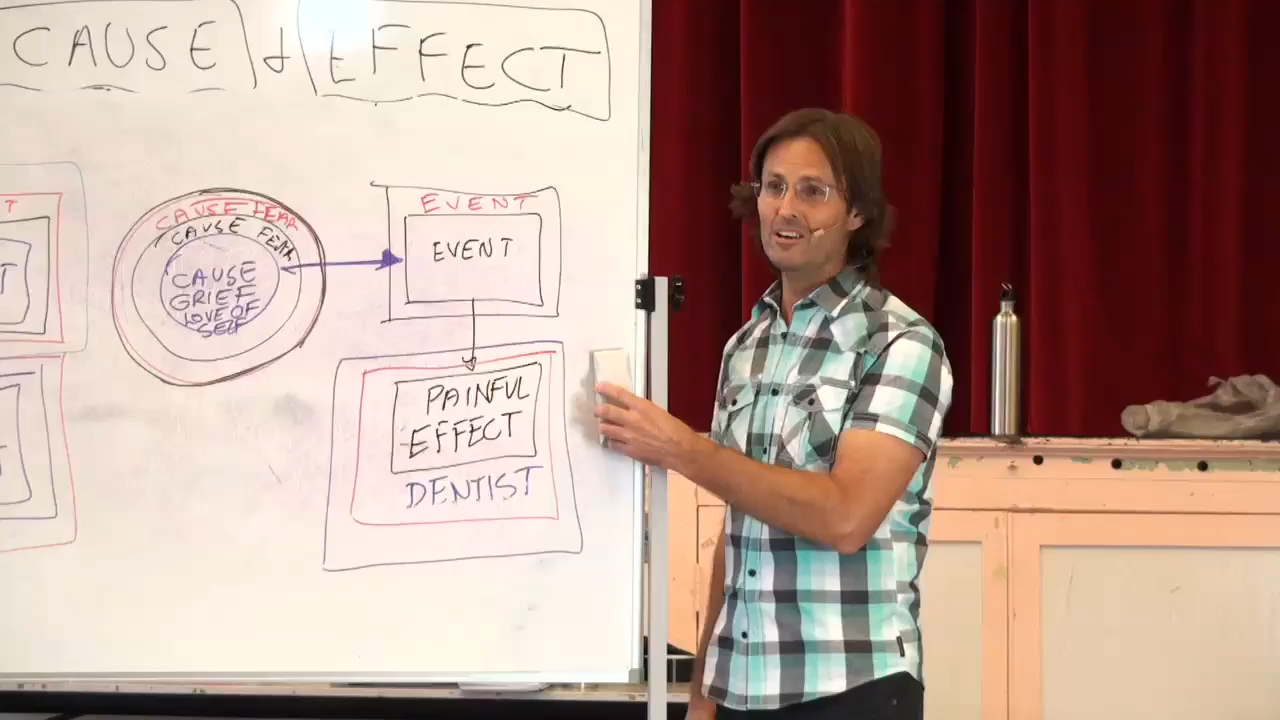 CAUSE & EFFECT
CAUSE FEAR
CAUSE FEAR
CAUSE
GRIEF
LOVE OF
SELF
EVENT
EVENT
PAINFUL
EFFECT
DENTIST
T
T